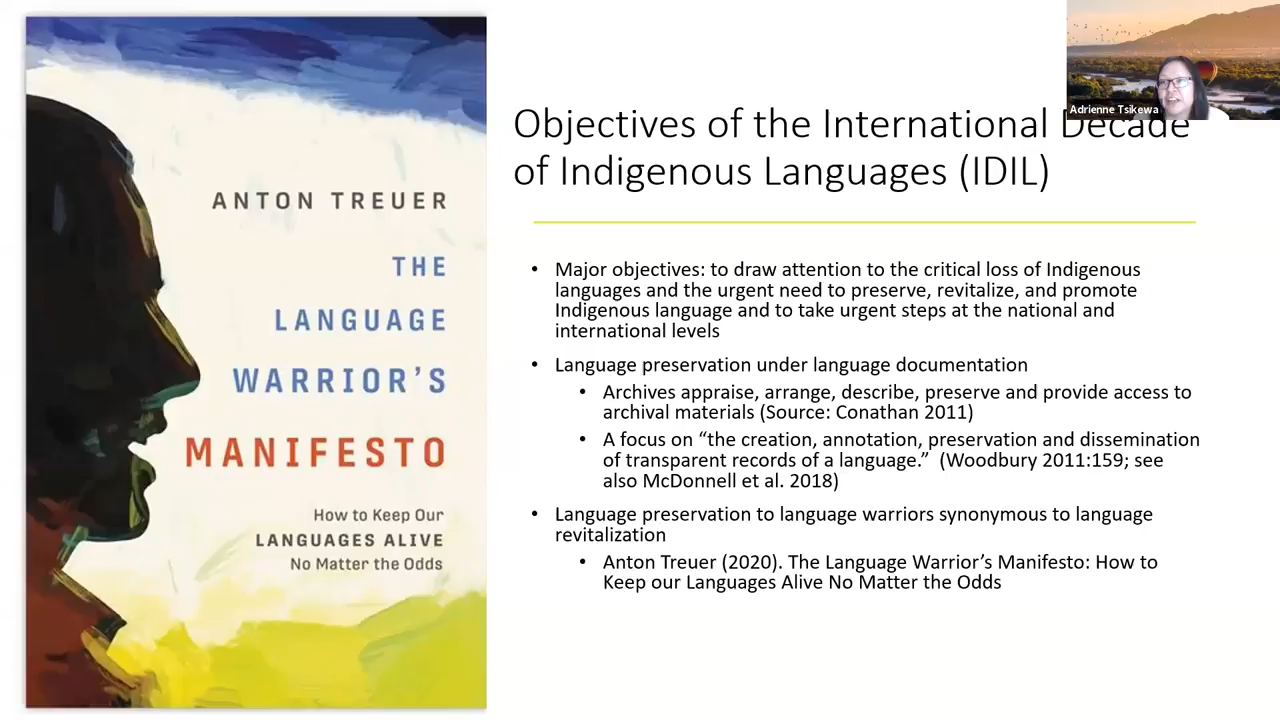 ANTON TREUER
THE
LANGUAGE
WARRIOR’S
MANIFESTO
How to Keep Our
LANGUAGES ALIVE
No Matter the Odds
Adrienne Tsikewa
Objectives of the International Decade
of Indigenous Languages (IDIL)
• Major objectives: to draw attention to the critical loss of Indigenous
languages and the urgent need to preserve, revitalize, and promote
Indigenous language and to take urgent steps at the national and
international levels
• Language preservation under language documentation
• Archives appraise, arrange, describe, preserve and provide access to
archival materials (Source: Conathan 2011)
• A focus on “the creation, annotation, preservation and dissemination
of transparent records of a language.”  (Woodbury 2011:159; see
also McDonnell et al. 2018)
• Language preservation to language warriors synonymous to language
revitalization
• Anton Treuer (2020). The Language Warrior’s Manifesto: How to
Keep our Languages Alive No Matter the Odds